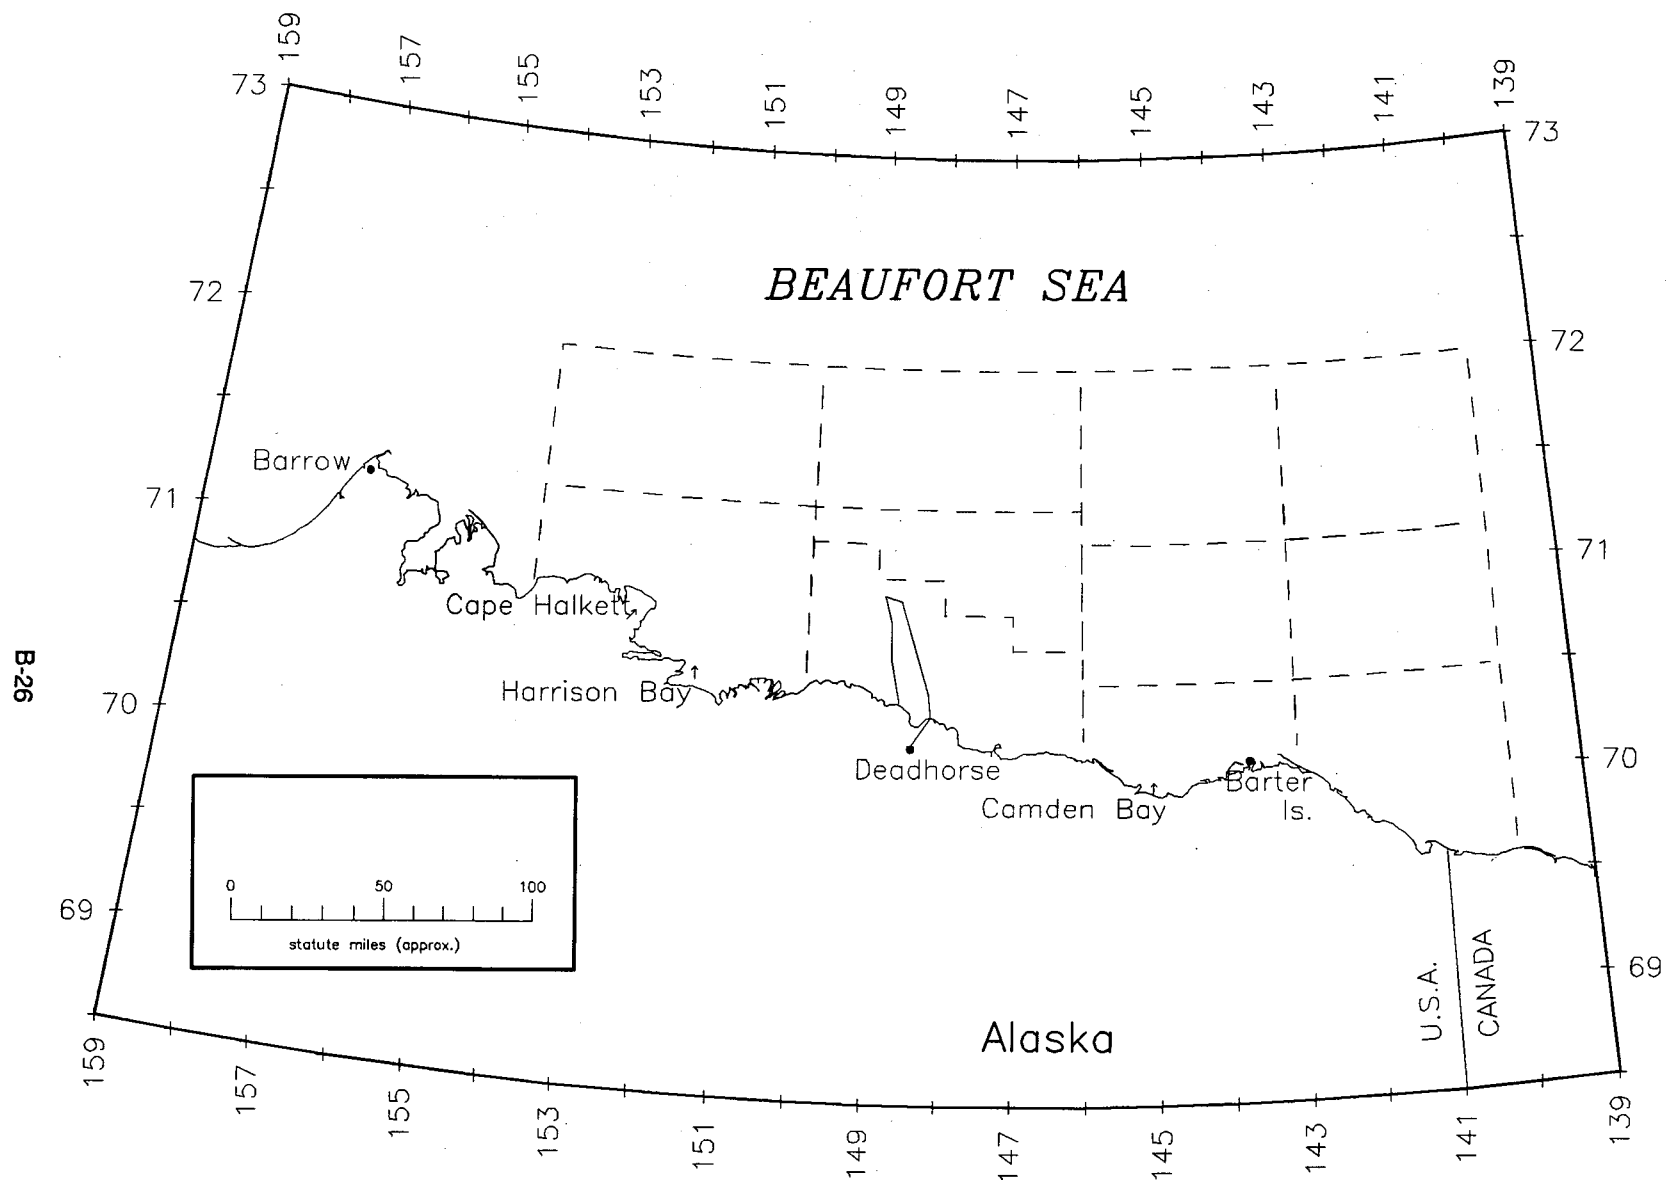 159
157
155
153
151
149
147
145
143
141
139
73
73
BEAUFORT SEA
72
72
Barrow
71
71
Cape Halkett
B-26
Harrison Bay
70
70
Deadhorse
Camden Bay
Barter
Is.
0 50 100
statute miles (approx.)
69
69
U.S.A.
CANADA
Alaska
159
157
155
153
151
149
147
145
143
141
139